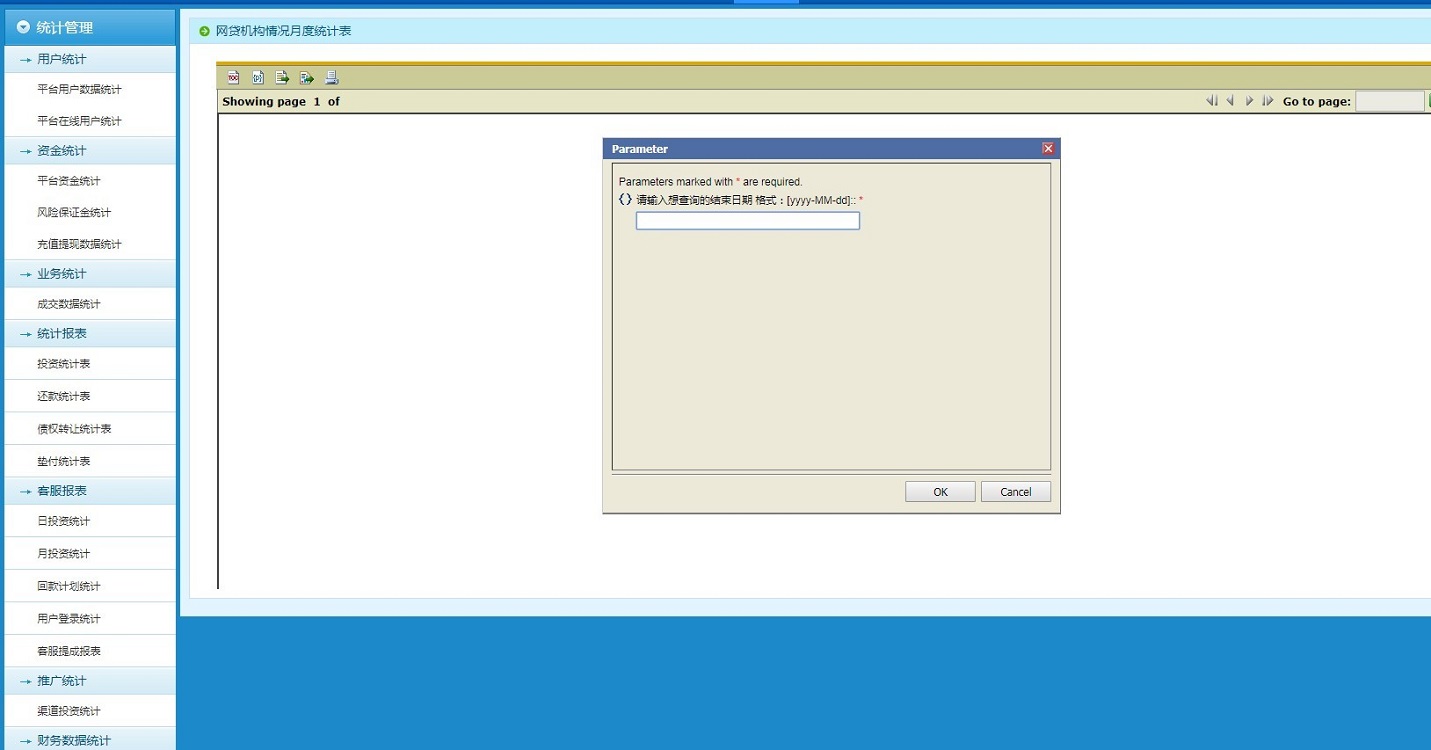 统计管理
用户统计
平台用户数据统计
平台在线用户统计
资金统计
平台资金统计
风险保证金统计
充值提现数据统计
业务统计
成交数据统计
统计报表
投资统计表
还款统计表
债权转让统计表
垫付统计表
客服报表
日投资统计
月投资统计
回款计划统计
用户登录统计
客服提成报表
推广统计
渠道投资统计
财务数据统计
网贷机构情况月度统计表
Showing page 1 of
Go to page:
Parameter
Parameters marked with * are required.
请输入想查询的结束日期 格式：[yyyy-MM-dd]:: *
OK
Cancel